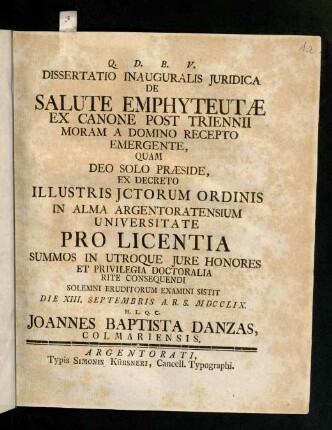 3
12
Q. D. B. V.
DISSERTATIO INAUGURALIS JURIDICA
DE
SALUTE EMPHYTEUTÆ
EX CANONE POST TRIENNII
MORAM A DOMINO RECEPTO
EMERGENTE,
QUAM
DEO SOLO PRÆSIDE,
EX DECRETO
ILLUSTRIS JCTORUM ORDINIS
IN ALMA ARGENTORATENSIUM
UNIVERSITATE
PRO LICENTIA
SUMMOS IN UTROQUE JURE HONORES
ET PRIVILEGIA DOCTORALIA
RITE CONSEQUENDI
SOLEMNI ERUDITORUM EXAMINI SISTIT
DIE XIII. SEPTEMBRIS A. R. S. MDCCLIX.
H. L. Q. C.
JOANNES BAPTISTA DANZAS,
COLMARIENSIS.
ARGENTORATI,
Typis SIMONIS KÜRSNERI, Cancell. Typographi.